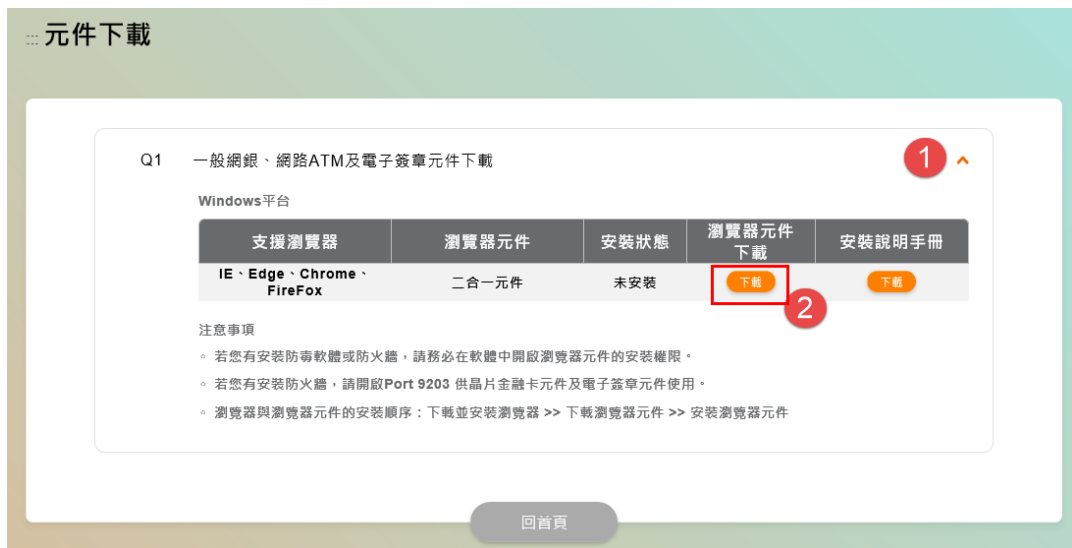 元件下載
1
Q1 一般網銀、網路ATM及電子簽章元件下載
Windows平台
支援瀏覽器 瀏覽器元件 安裝狀態 瀏覽器元件下載 安裝說明手冊
IE、Edge、Chrome、
FireFox
二合一元件 未安裝 下載 下載
2
注意事項
。若您有安裝防毒軟體或防火牆,請務必在軟體中開啟瀏覽器元件的安裝權限。
。若您有安裝防火牆,請開啟Port 9203 供晶片金融卡元件及電子簽章元件使用。
。瀏覽器與瀏覽器元件的安裝順序:下載並安裝瀏覽器 >> 下載瀏覽器元件 >> 安裝瀏覽器元件
回首頁